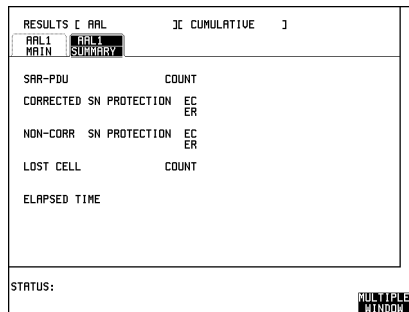 RESULTS [ AAL ][ CUMULATIVE ]
AAL1 AAL1
MAIN SUMMARY
SAR-PDU COUNT
CORRECTED SN PROTECTION EC
ER
NON-CORR SN PROTECTION EC
ER
LOST CELL COUNT
ELAPSED TIME
STATUS:
MULTIPLE
WINDOW